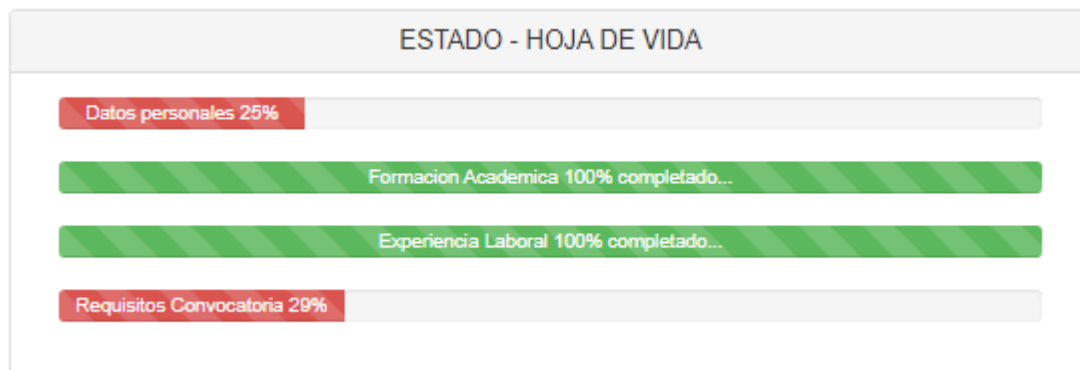 ESTADO - HOJA DE VIDA
Datos personales 25%
Formacion Academica 100% completado...
Experiencia Laboral 100% completado...
Requisitos Convocatoria 29%